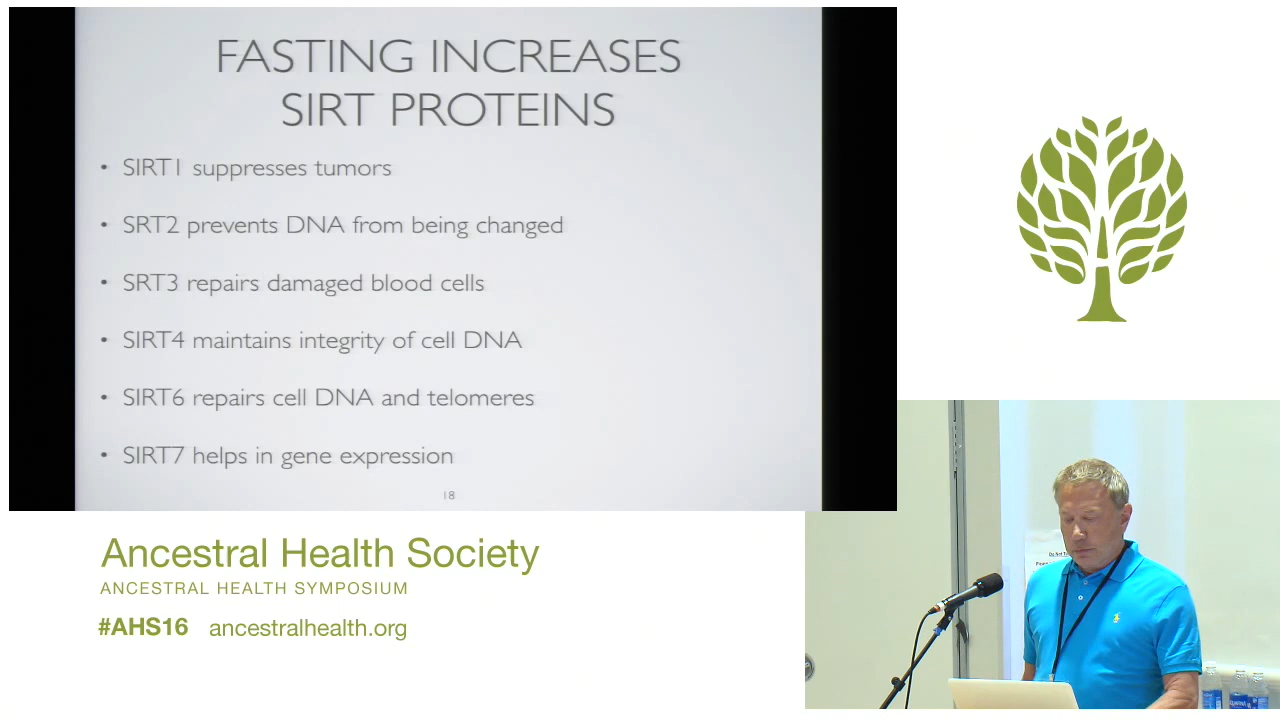 FASTING INCREASES
SIRT PROTEINS
• SIRT1 suppresses tumors
• SRT2 prevents DNA from being changed
• SRT3 repairs damaged blood cells
• SIRT4 maintains integrity of cell DNA
• SIRT6 repairs cell DNA and telomeres
• SIRT7 helps in gene expression
18
Ancestral Health Society
ANCESTRAL HEALTH SYMPOSIUM
#AHS16 ancestralhealth.org